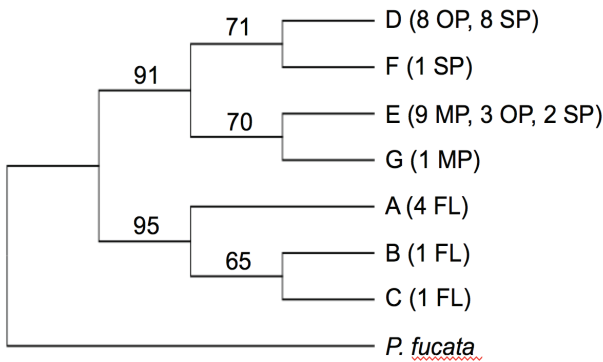 71
D (8 OP, 8 SP)
91
F (1 SP)
70
E (9 MP, 3 OP, 2 SP)
G (1 MP)
95
A (4 FL)
65
B (1 FL)
C (1 FL)
P. fucata